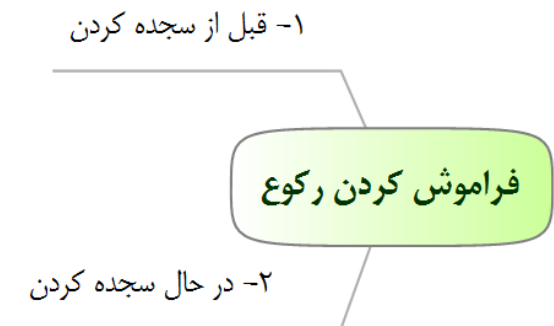 ۱- قبل از سجده کردن
فراموش کردن رکوع
۲- در حال سجده کردن